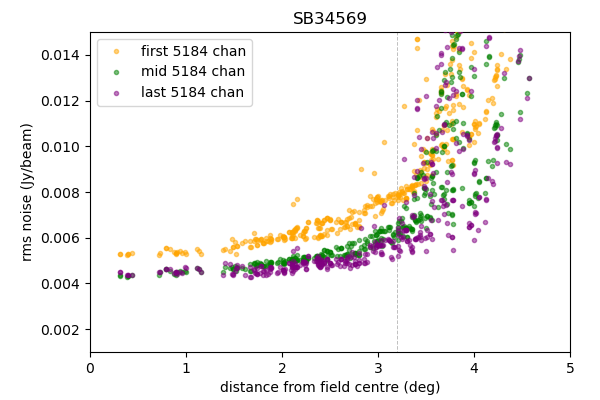 SB34569
first 5184 chan
mid 5184 chan
last 5184 chan
rms noise (Jy/beam)
0.014
0.012
0.010
0.008
0.006
0.004
0.002
0 1 2 3 4 5
distance from field centre (deg)